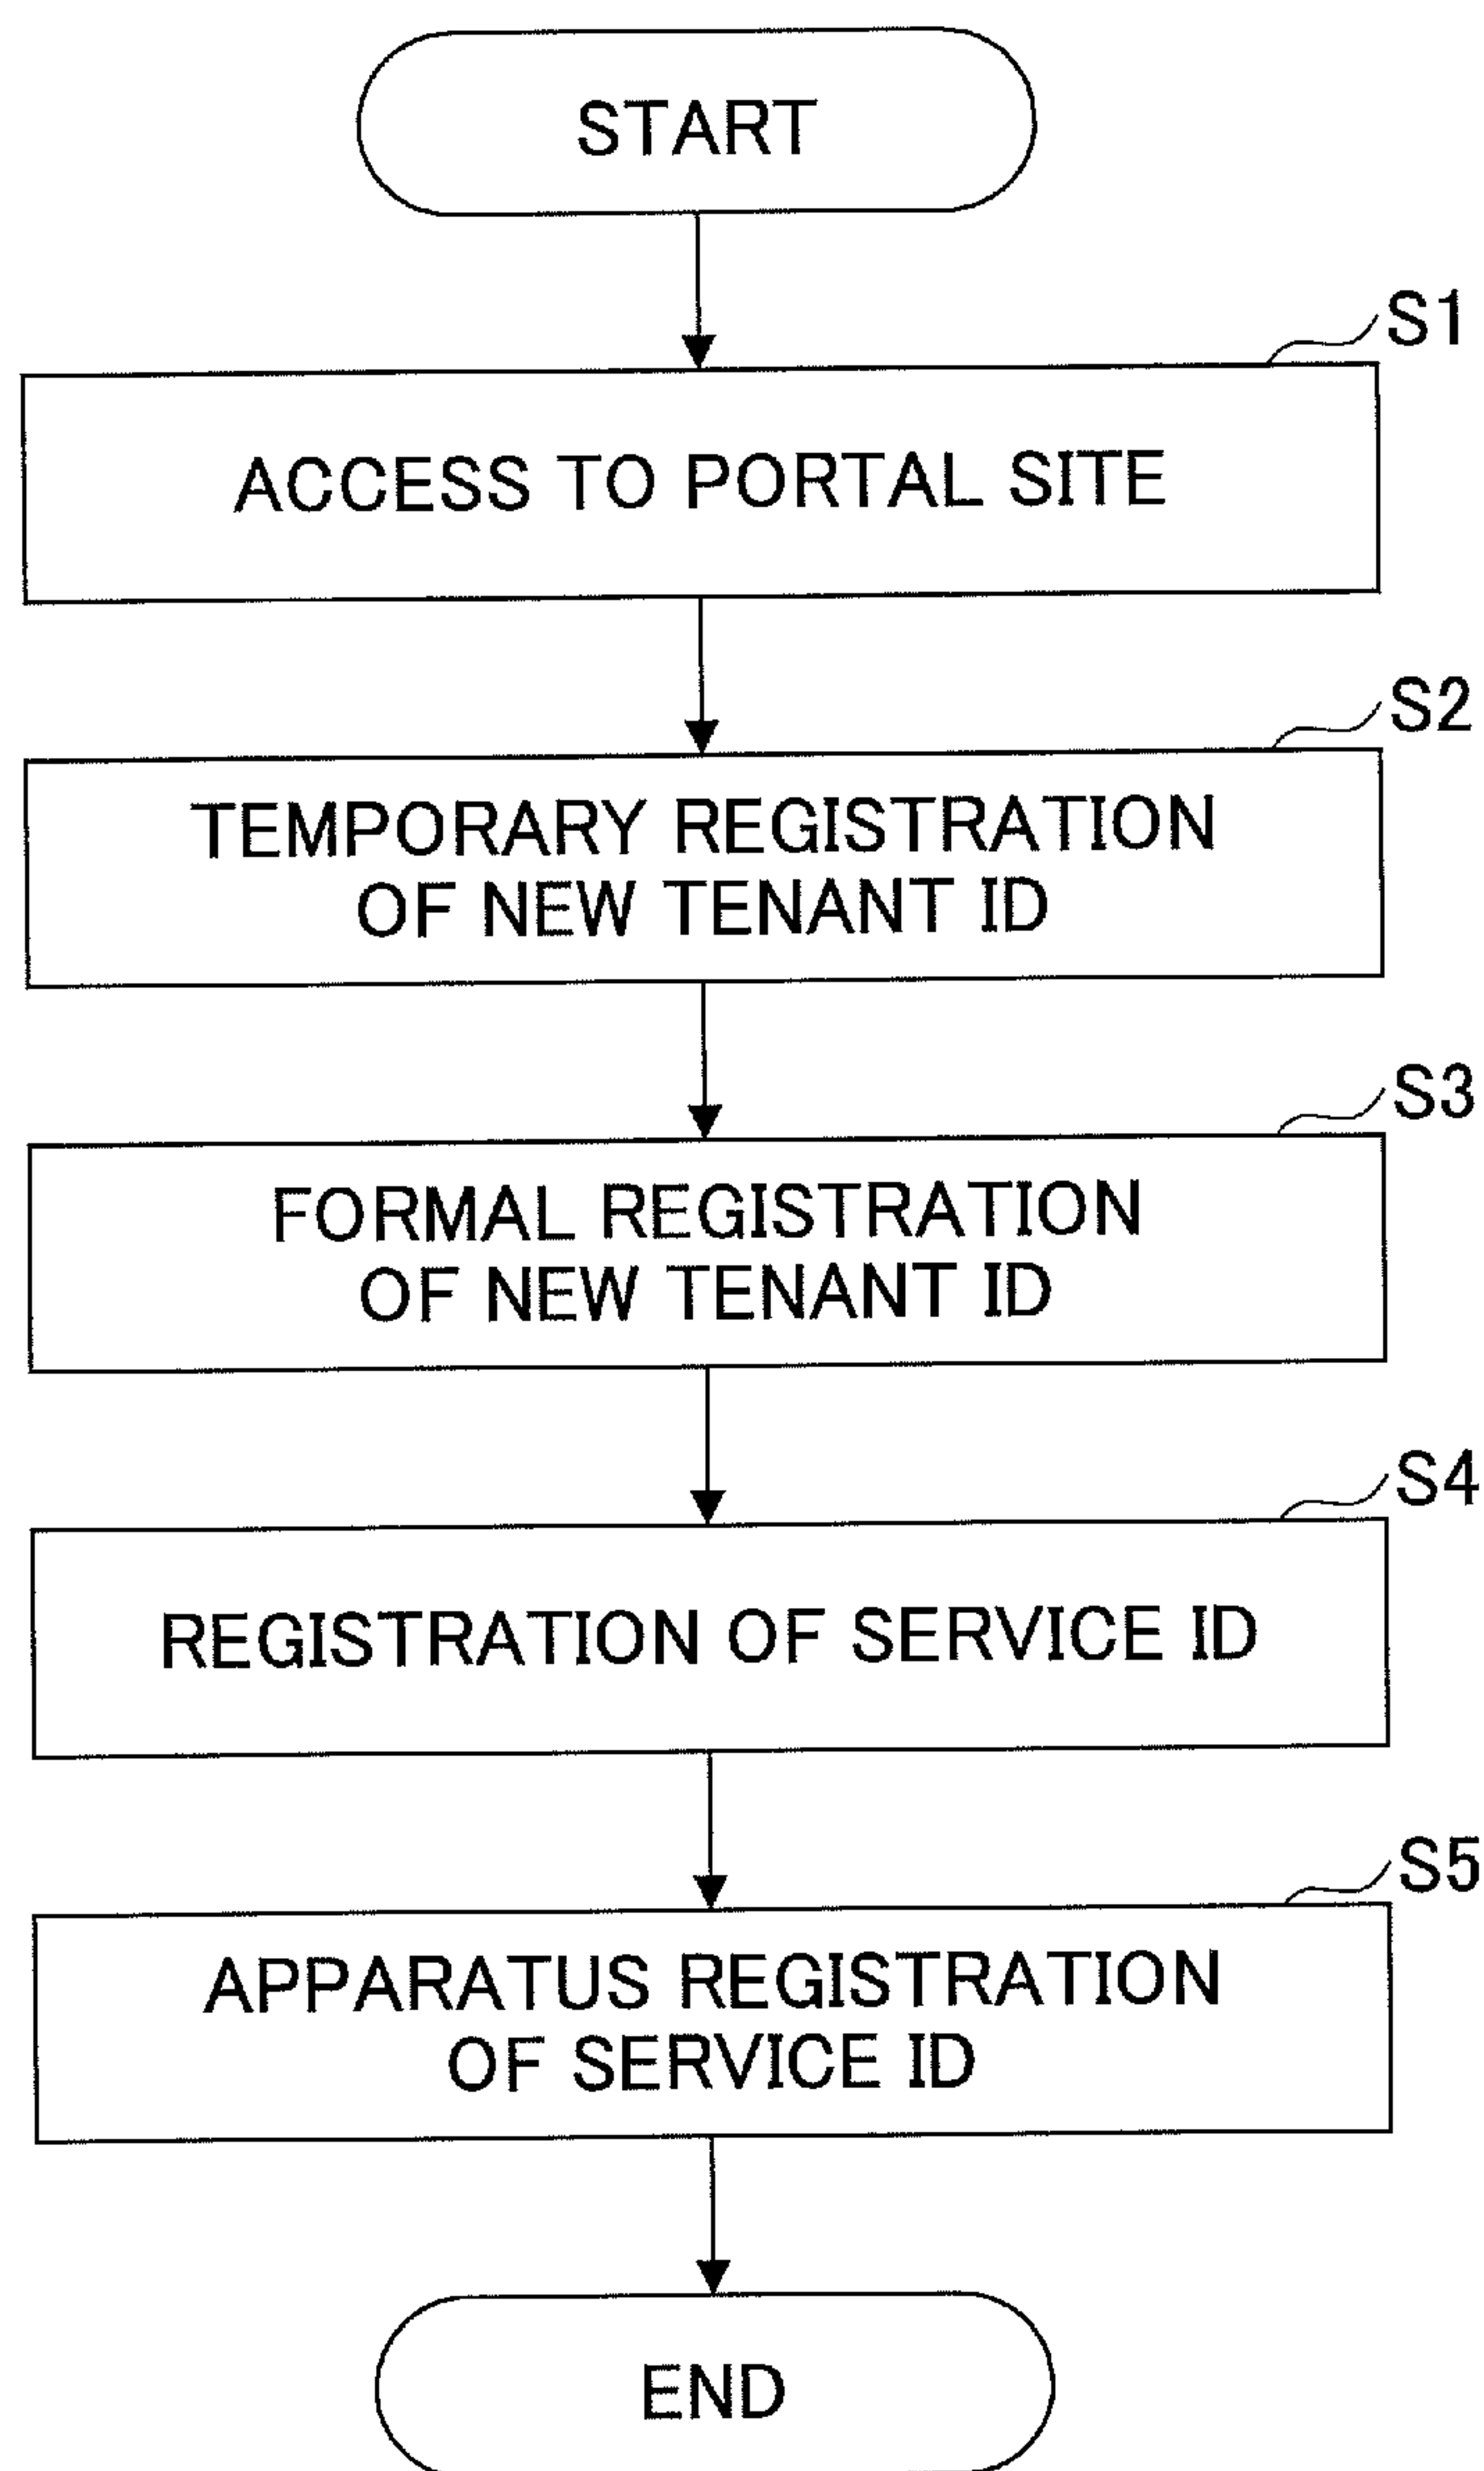 START
S1
ACCESS TO PORTAL SITE
S2
TEMPORARY REGISTRATION
OF NEW TENANT ID
S3
FORMAL REGISTRATION
OF NEW TENANT ID
S4
REGISTRATION OF SERVICE ID
S5
APPARATUS REGISTRATION
OF SERVICE ID
END